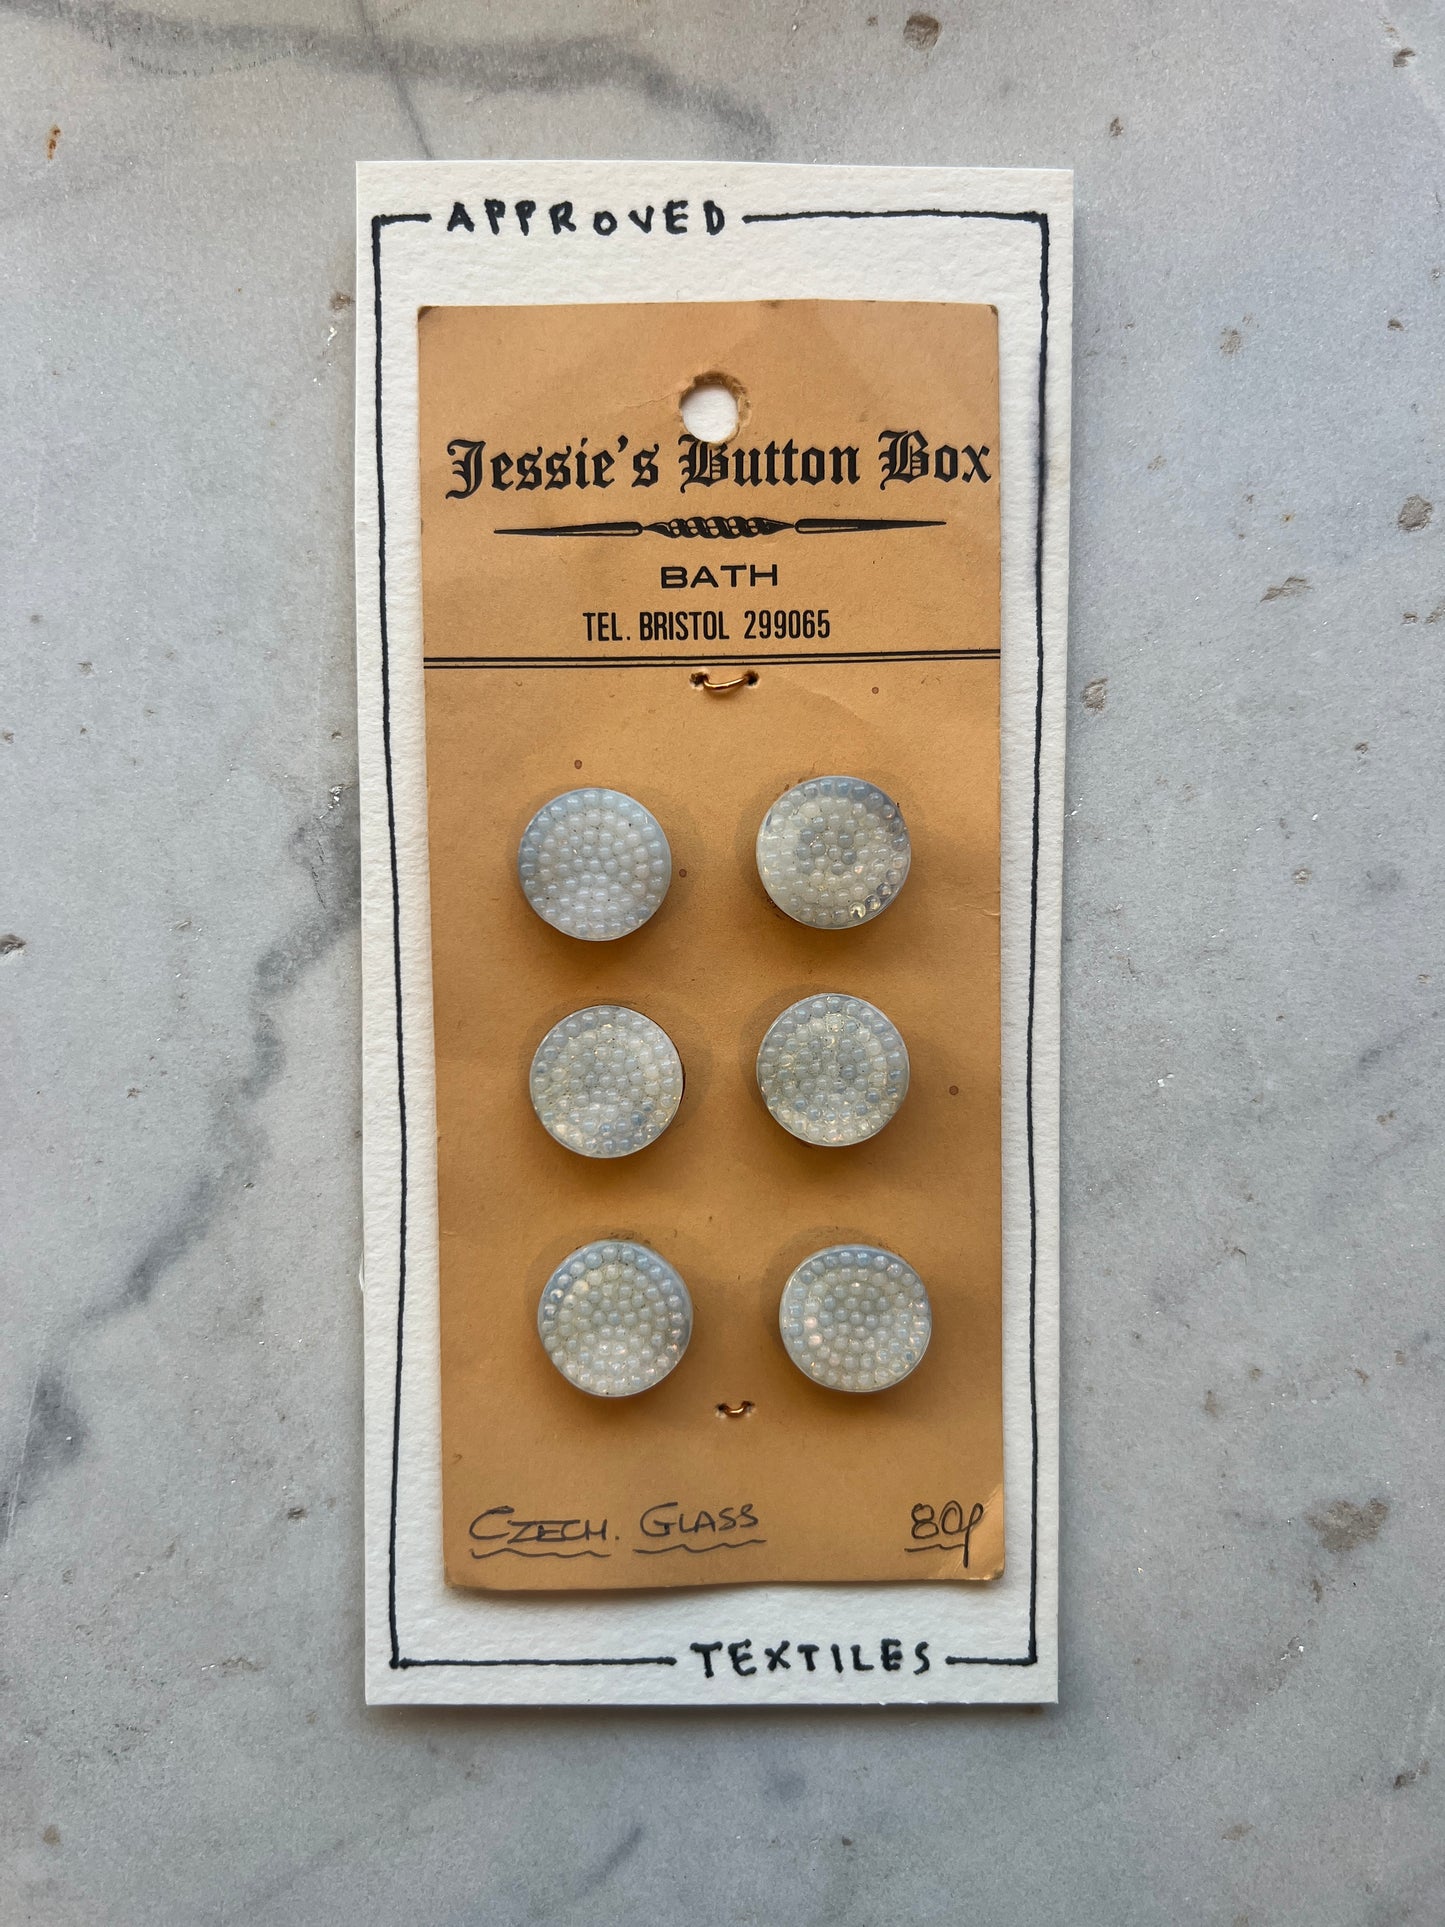 APPROVED
Jessie's Button Box
BATH
TEL. BRISTOL 299065
CZECH. GLASS 80p
TEXTILES